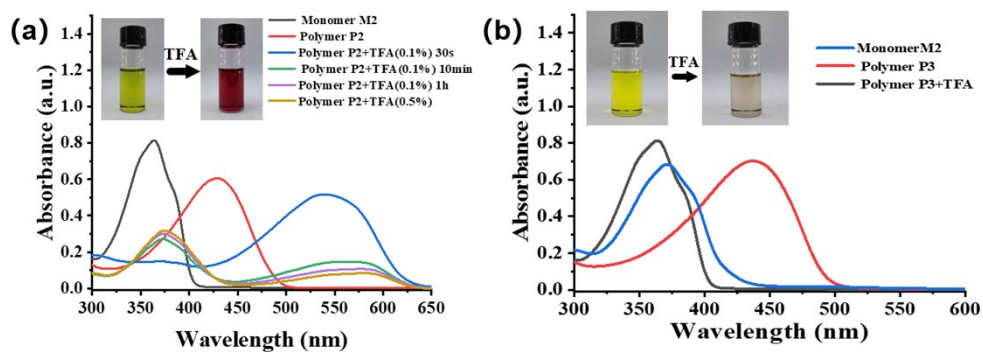 (a)
TFA
Monomer M2
Polymer P2
Polymer P2+TFA(0.1%) 30s
Polymer P2+TFA(0.1%) 10min
Polymer P2+TFA(0.1%) 1h
Polymer P2+TFA(0.5%)
Absorbance (a.u.)
1.4
1.2
1.0
0.8
0.6
0.4
0.2
0.0
300 350 400 450 500 550 600 650
Wavelength (nm)
(b)
TFA
MonomerM2
Polymer P3
Polymer P3+TFA
Absorbance (a.u.)
1.4
1.2
1.0
0.8
0.6
0.4
0.2
0.0
300 350 400 450 500 550 600
Wavelength (nm)